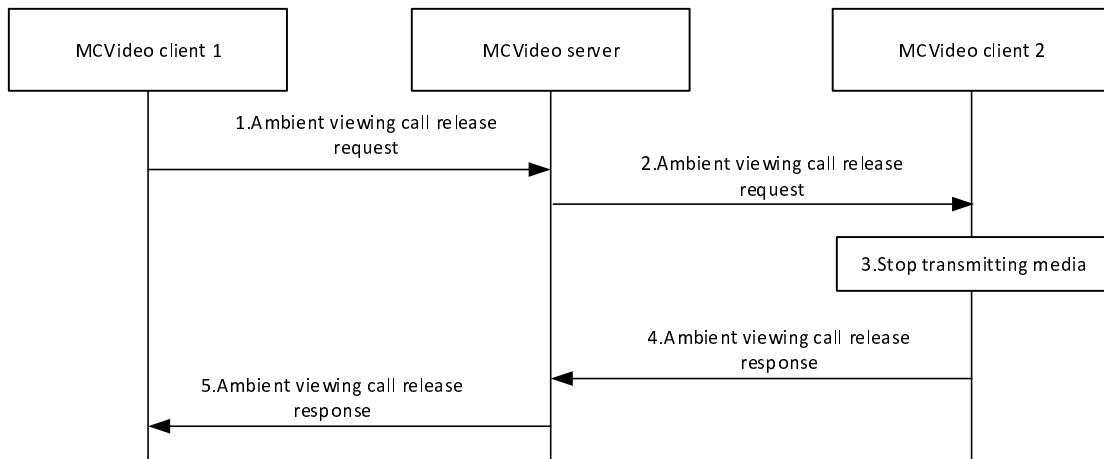 MCVideo client 1
MCVideo server
MCVideo client 2
1.Ambient viewing call release
request
2.Ambient viewing call release
request
3.Stop transmitting media
4.Ambient viewing call release
response
5.Ambient viewing call release
response